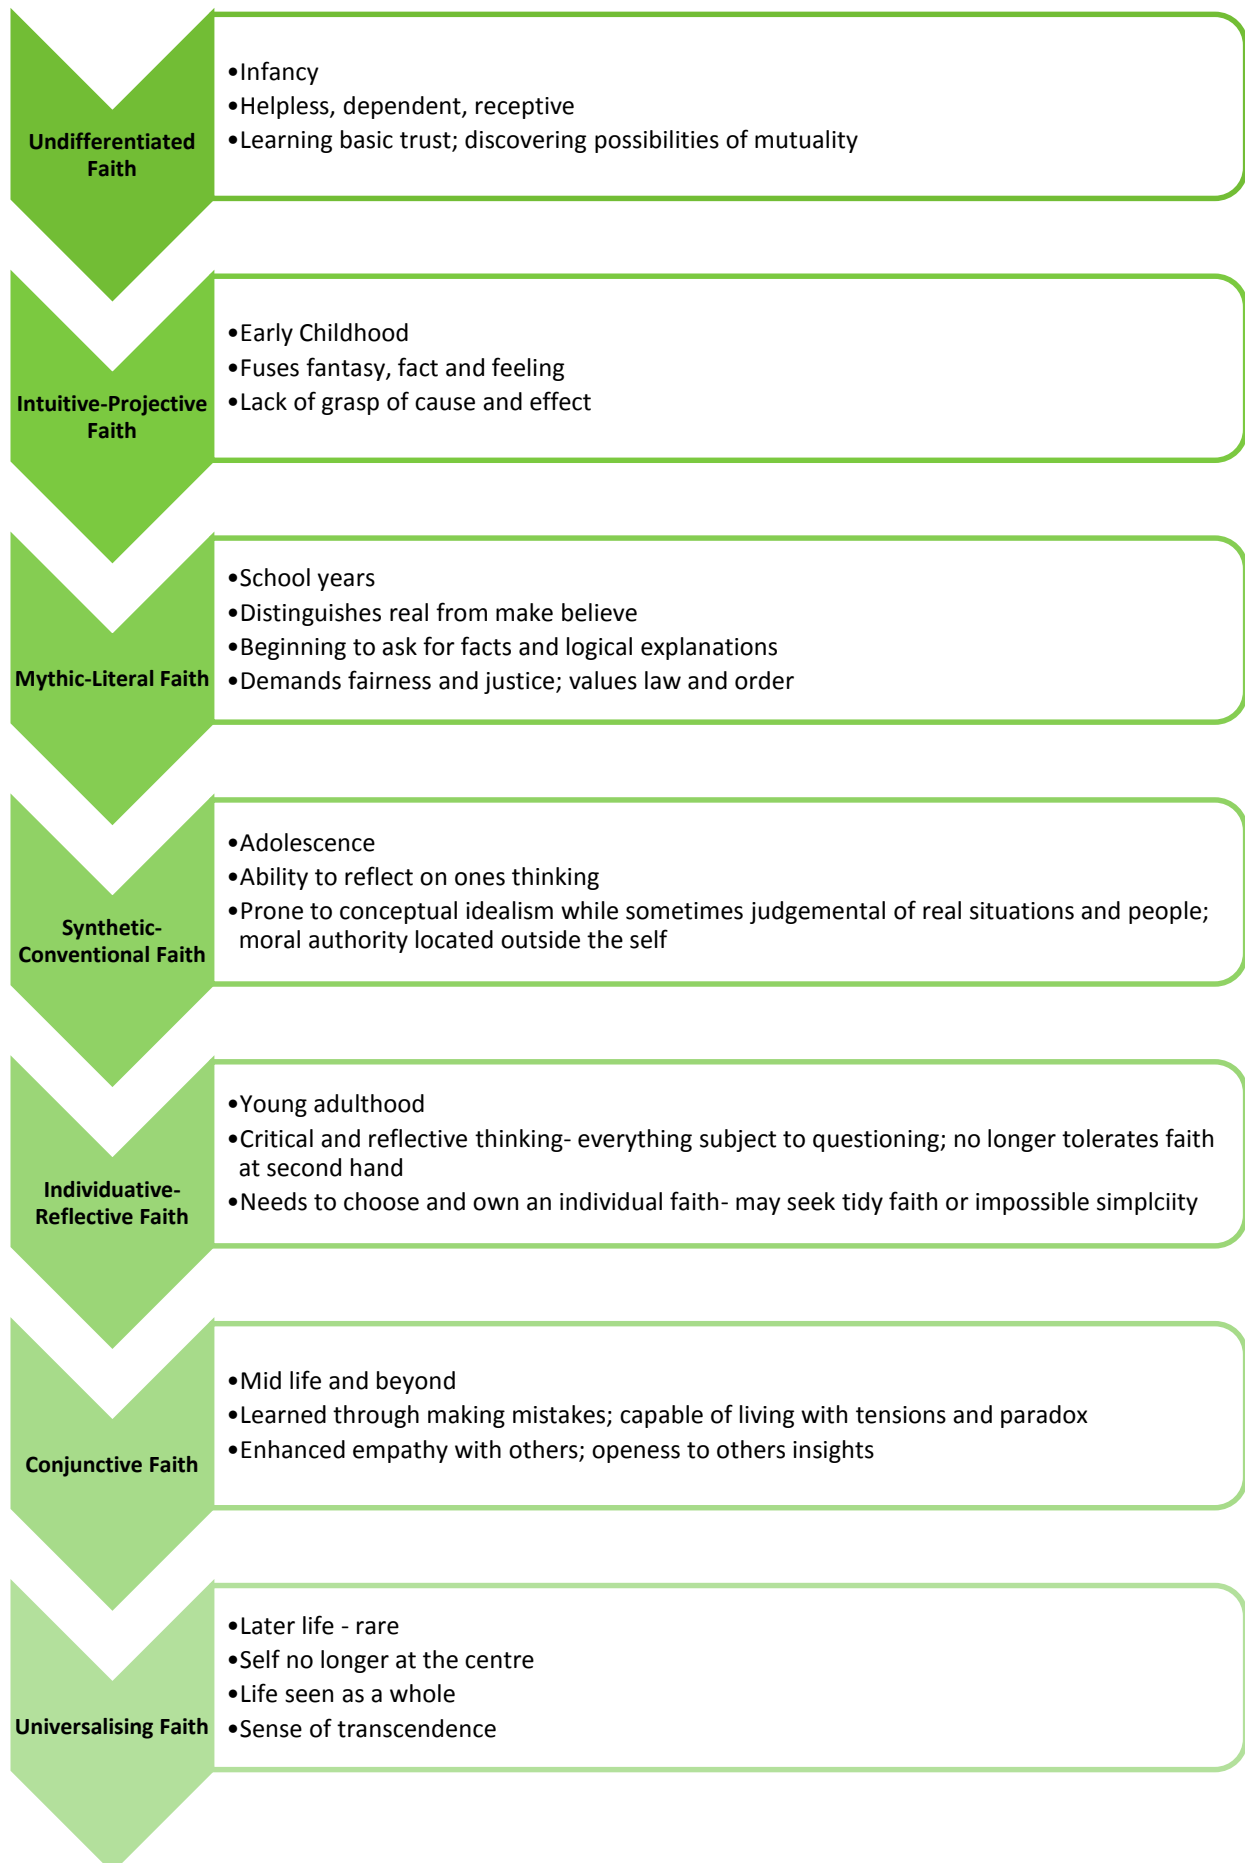 Undifferentiated
Faith
•Infancy
•Helpless, dependent, receptive
•Learning basic trust; discovering possibilities of mutuality
Intuitive-Projective
Faith
•Early Childhood
•Fuses fantasy, fact and feeling
•Lack of grasp of cause and effect
Mythic-Literal Faith
•School years
•Distinguishes real from make believe
•Beginning to ask for facts and logical explanations
•Demands fairness and justice; values law and order
Synthetic-
Conventional Faith
•Adolescence
•Ability to reflect on ones thinking
•Prone to conceptual idealism while sometimes judgemental of real situations and people;
moral authority located outside the self
Individuative-
Reflective Faith
•Young adulthood
•Critical and reflective thinking- everything subject to questioning; no longer tolerates faith
at second hand
•Needs to choose and own an individual faith- may seek tidy faith or impossible simplciity
Conjunctive Faith
•Mid life and beyond
•Learned through making mistakes; capable of living with tensions and paradox
•Enhanced empathy with others; openess to others insights
Universalising Faith
•Later life - rare
•Self no longer at the centre
•Life seen as a whole
•Sense of transcendence